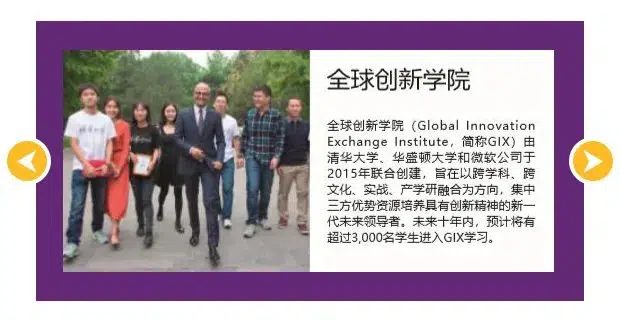 全球创新学院
全球创新学院（Global Innovation
Exchange Institute，简称GIX）由
清华大学、华盛顿大学和微软公司于
2015年联合创建，旨在以跨学科、跨
文化、实战、产学研融合为方向，集中
三方优势资源培养具有创新精神的新一
代未来领导者。未来十年内，预计将有
超过3,000名学生进入GIX学习。